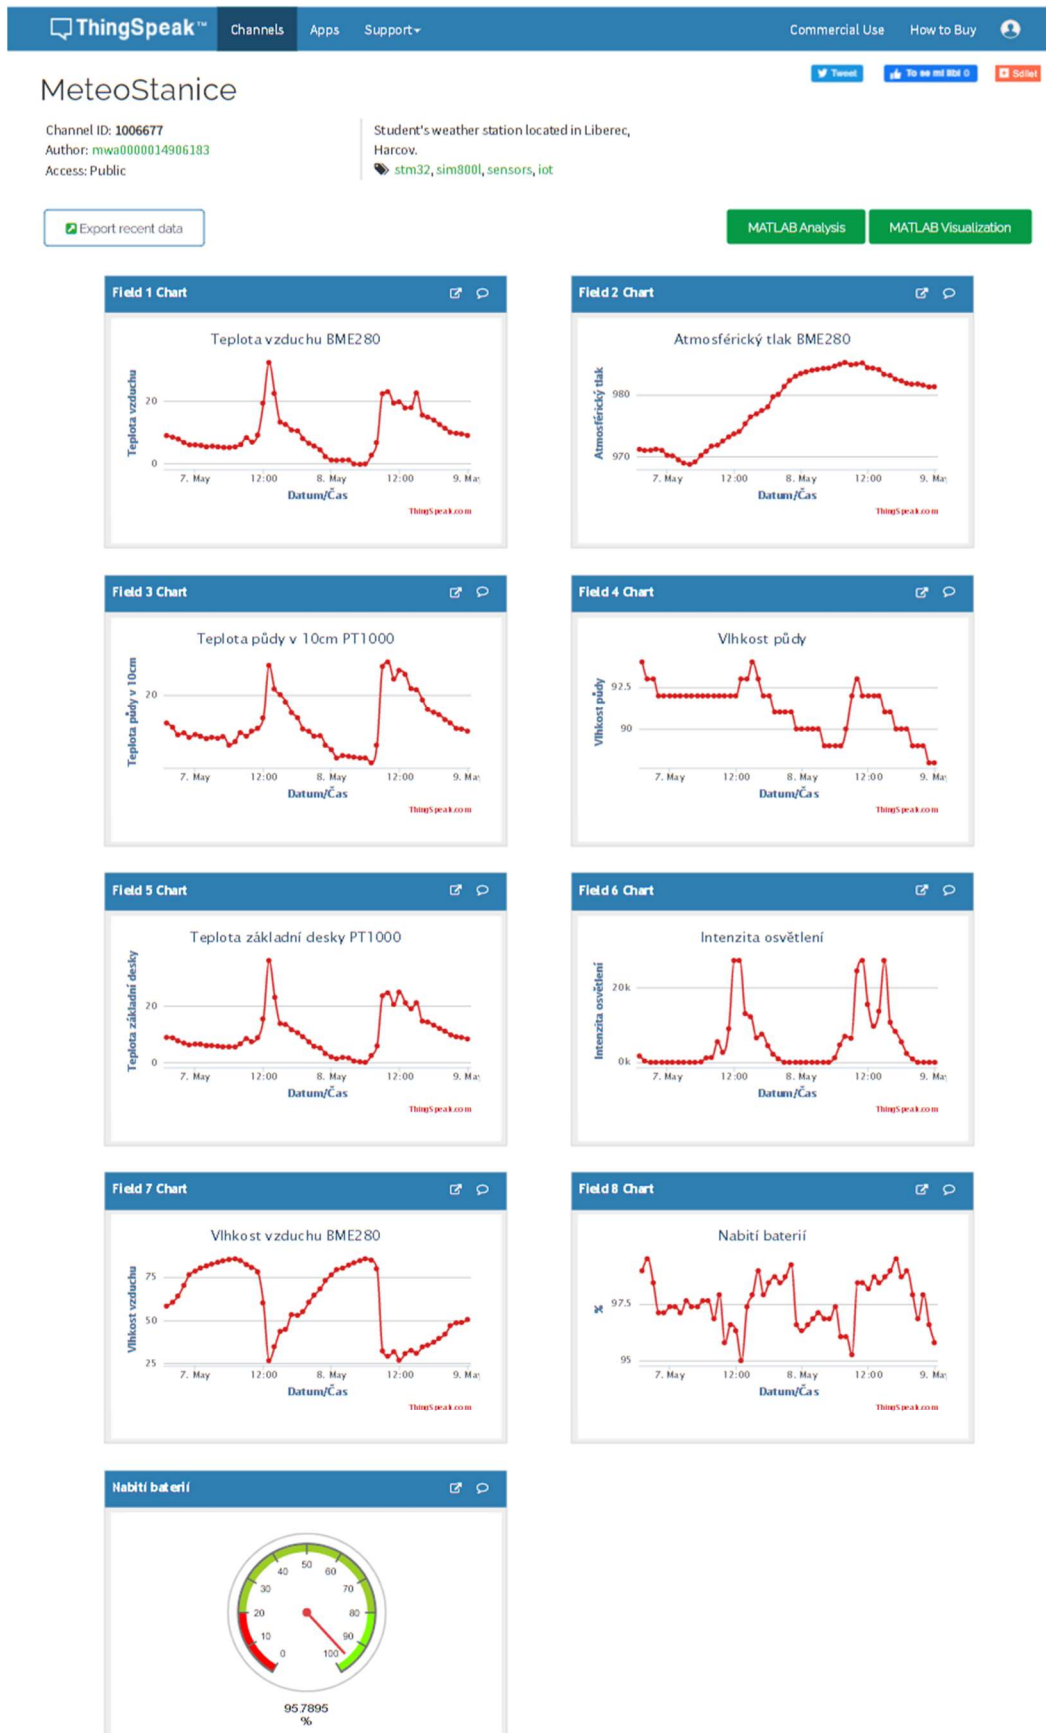 ThingSpeak™ Channels Apps Support Commercial Use How to Buy
Tweet To se mi líbí 0 Sdílet
MeteoStanice
Channel ID: 1006677
Author: mwa0000014906183
Access: Public
Student's weather station located in Liberec,
Harcov.
stm32, sim800l, sensors, iot
Export recent data
MATLAB Analysis MATLAB Visualization
Field 1 Chart
Teplota vzduchu BME280
Teplota vzduchu
20
0
7. May 12:00 8. May 12:00 9. May
Datum/Čas
ThingSpeak.com
Field 2 Chart
Atmosférický tlak BME280
Atmosférický tlak
980
970
7. May 12:00 8. May 12:00 9. May
Datum/Čas
ThingSpeak.com
Field 3 Chart
Teplota půdy v 10cm PT1000
Teplota půdy v 10cm
20
7. May 12:00 8. May 12:00 9. May
Datum/Čas
ThingSpeak.com
Field 4 Chart
Vlhkost půdy
Vlhkost půdy
92.5
90
7. May 12:00 8. May 12:00 9. May
Datum/Čas
ThingSpeak.com
Field 5 Chart
Teplota základní desky PT1000
Teplota základní desky
20
0
7. May 12:00 8. May 12:00 9. May
Datum/Čas
ThingSpeak.com
Field 6 Chart
Intenzita osvětlení
Intenzita osvětlení
20k
0k
7. May 12:00 8. May 12:00 9. May
Datum/Čas
ThingSpeak.com
Field 7 Chart
Vlhkost vzduchu BME280
Vlhkost vzduchu
75
50
25
7. May 12:00 8. May 12:00 9. May
Datum/Čas
ThingSpeak.com
Field 8 Chart
Nabití baterií
%
97.5
95
7. May 12:00 8. May 12:00 9. May
Datum/Čas
ThingSpeak.com
Nabití baterií
0 10 20 30 40 50 60 70 80 90 100
95.7895
%